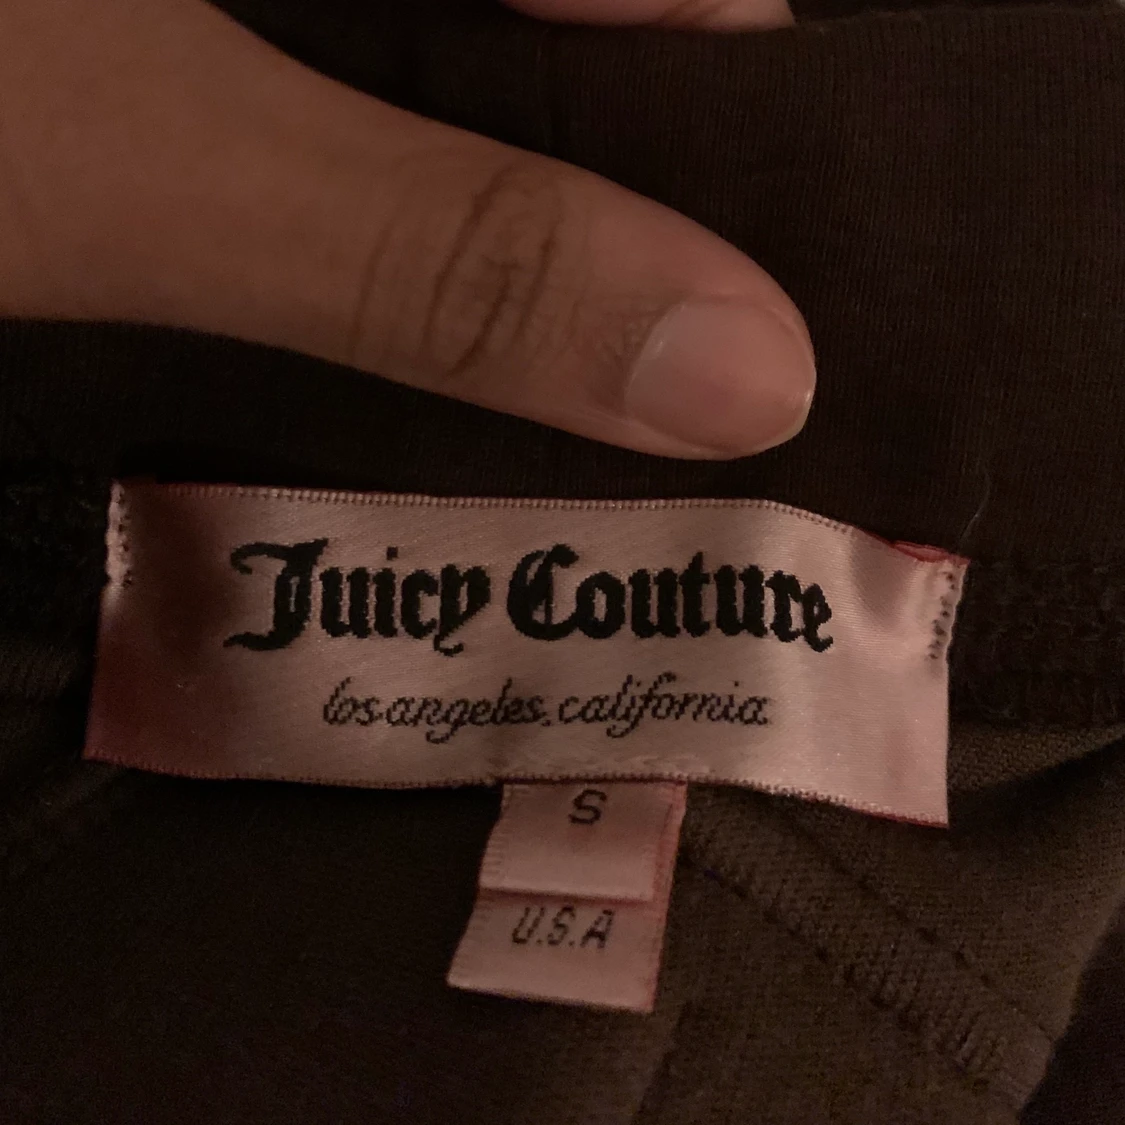 Juicy Couture
los angeles, california
S
U.S.A